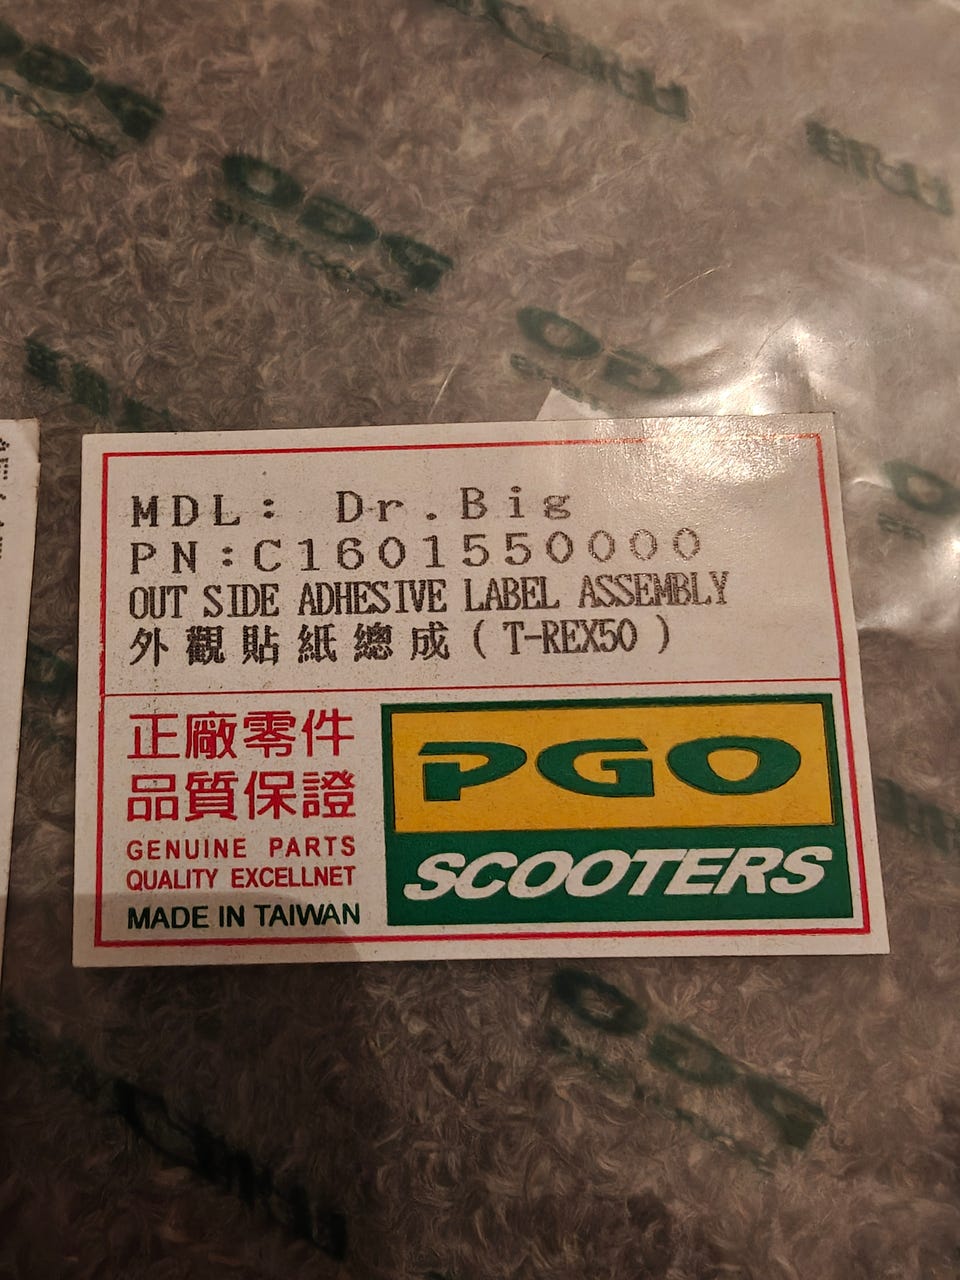 MDL: Dr.Big
PN:C1601550000
OUT SIDE ADHESIVE LABEL ASSEMBLY
外觀貼紙總成(T-REX50)
正廠零件
品質保證
GENUINE PARTS
QUALITY EXCELLNET
MADE IN TAIWAN
PGO
SCOOTERS